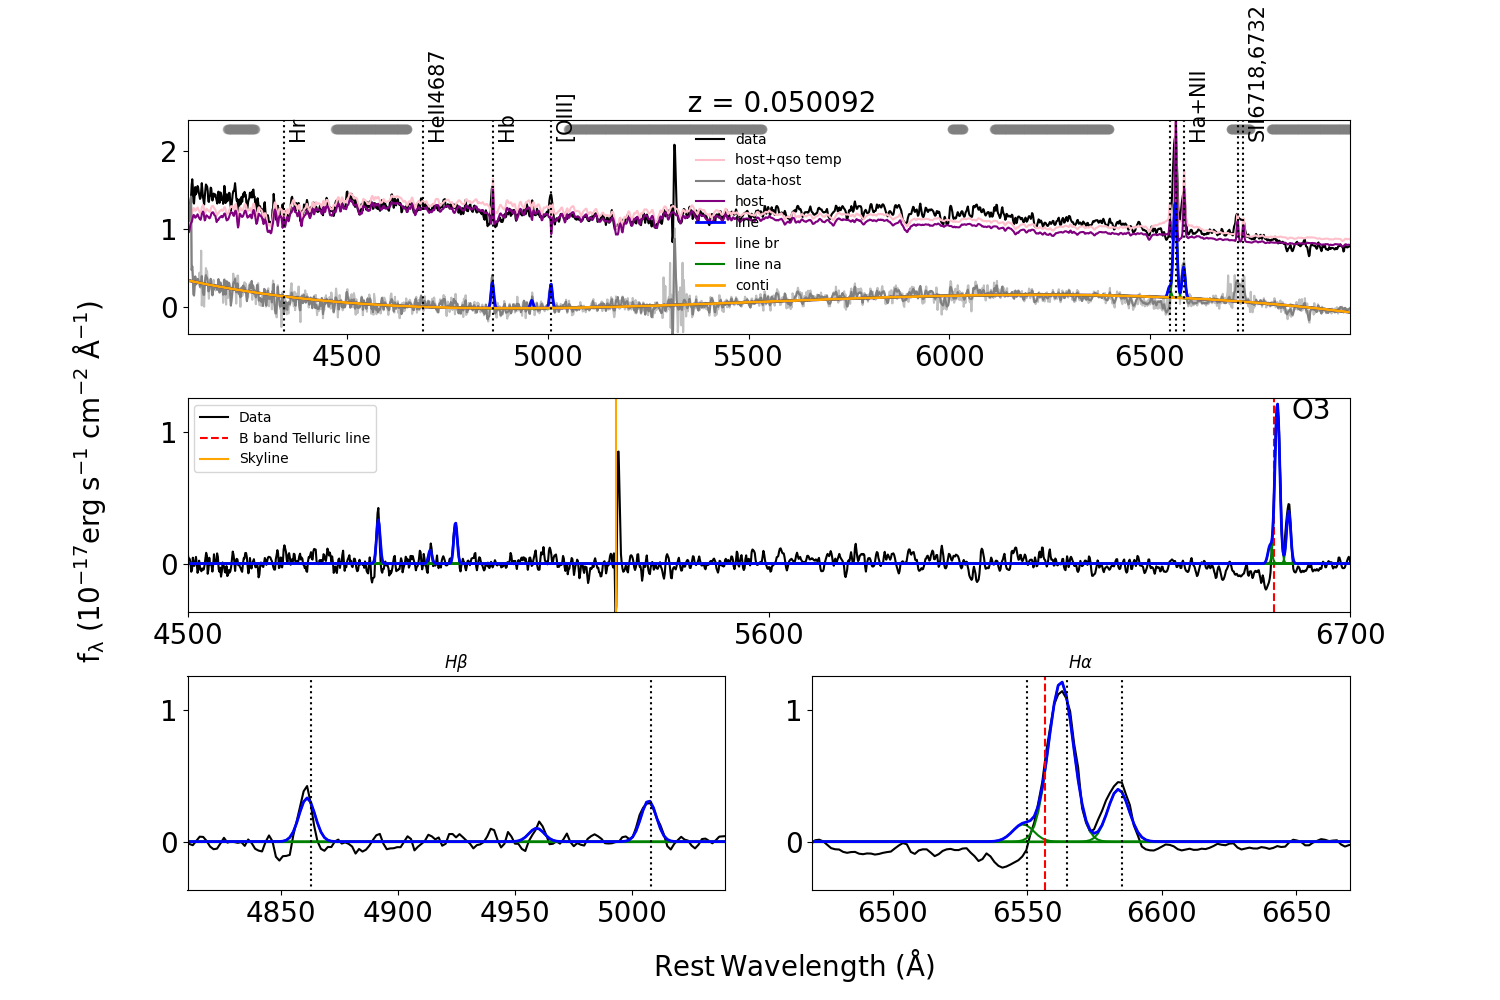 z = 0.050092
Hr
HeII4687
Hb
[OIII]
Ha+NII
SII6718,6732
data
host+qso temp
data-host
host
line
line br
line na
conti
2
1
0
4500
5000
5500
6000
6500
f_λ (10⁻¹⁷erg s⁻¹ cm⁻² Å⁻¹)
Data
B band Telluric line
Skyline
O3
1
0
4500
5600
6700
Hβ
1
0
4850
4900
4950
5000
Hα
1
0
6500
6550
6600
6650
Rest Wavelength (Å)